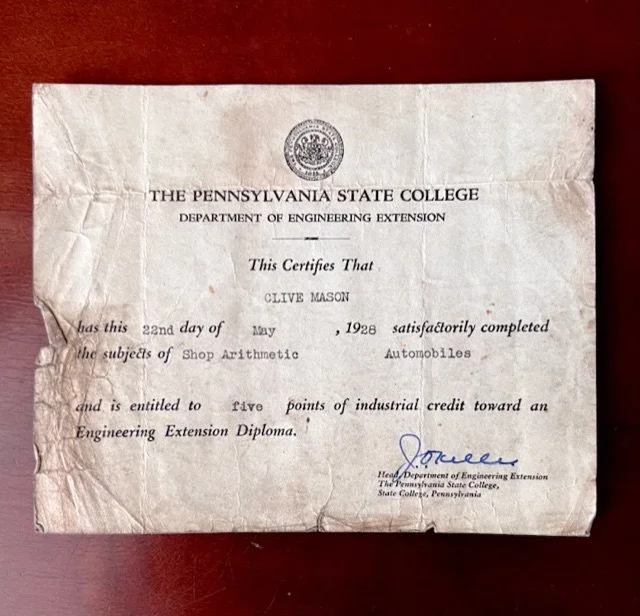 THE PENNSYLVANIA STATE COLLEGE
DEPARTMENT OF ENGINEERING EXTENSION
This Certifies That
CLIVE MASON
has this 22nd day of May , 1928 satisfactorily completed
the subjects of Shop Arithmetic Automobiles
and is entitled to five points of industrial credit toward an
Engineering Extension Diploma.
Head, Department of Engineering Extension
The Pennsylvania State College,
State College, Pennsylvania